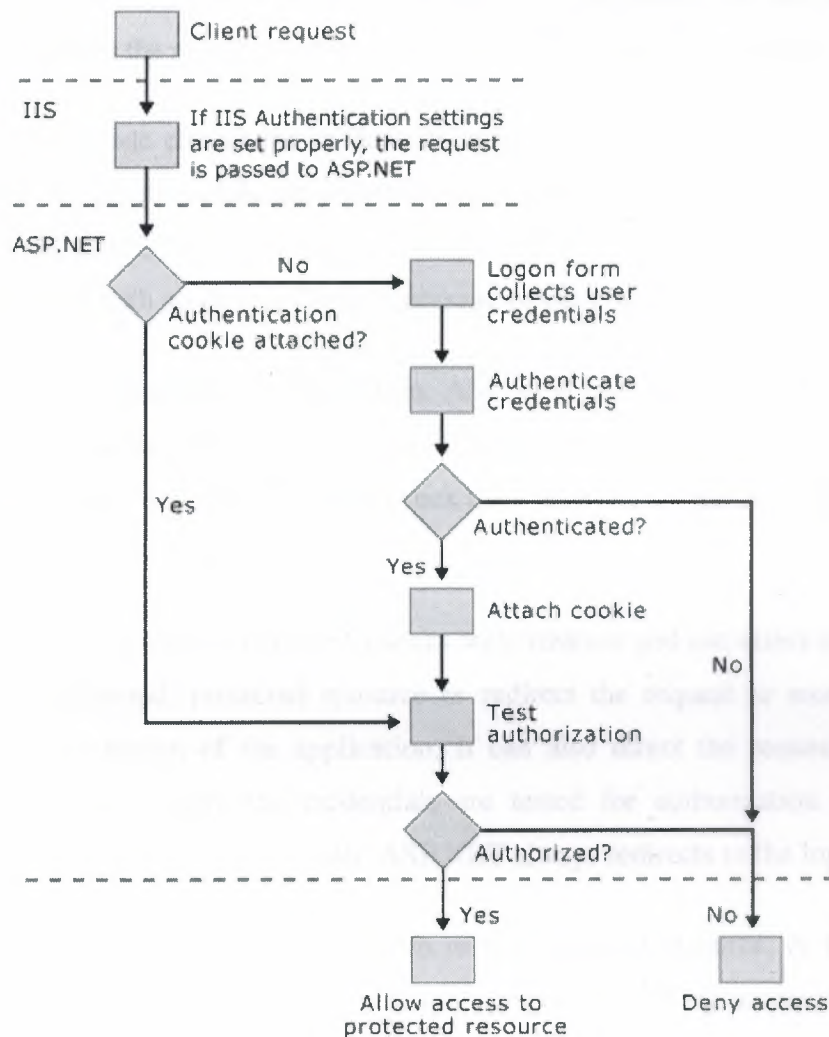 Client request
IIS
If IIS Authentication settings
are set properly, the request
is passed to ASP.NET
ASP.NET
No
Logon form
collects user
credentials
Authentication
cookie attached?
Authenticate
credentials
Yes
Authenticated?
Yes
Attach cookie
No
Test
authorization
Authorized?
Yes
No
Allow access to
protected resource
Deny access